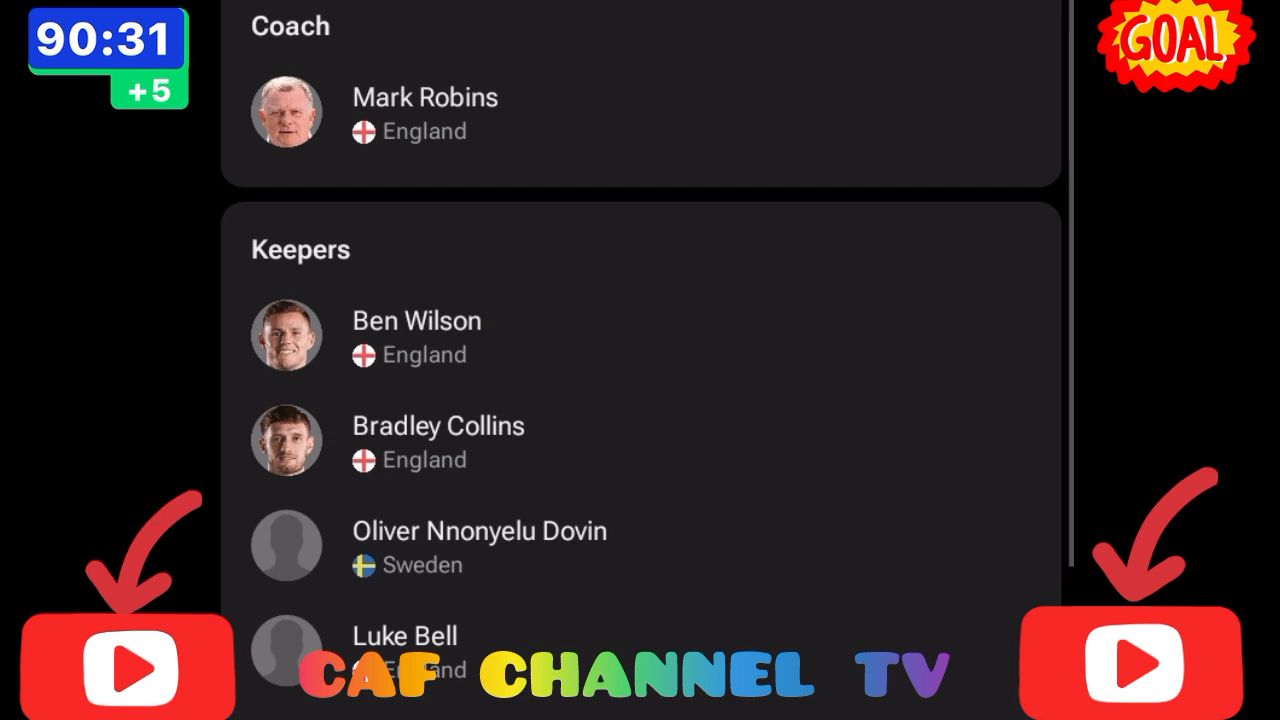 90:31
+5
GOAL
Coach
Mark Robins
England
Keepers
Ben Wilson
England
Bradley Collins
England
Oliver Nnonyelu Dovin
Sweden
Luke Bell
England
CAF CHANNEL TV